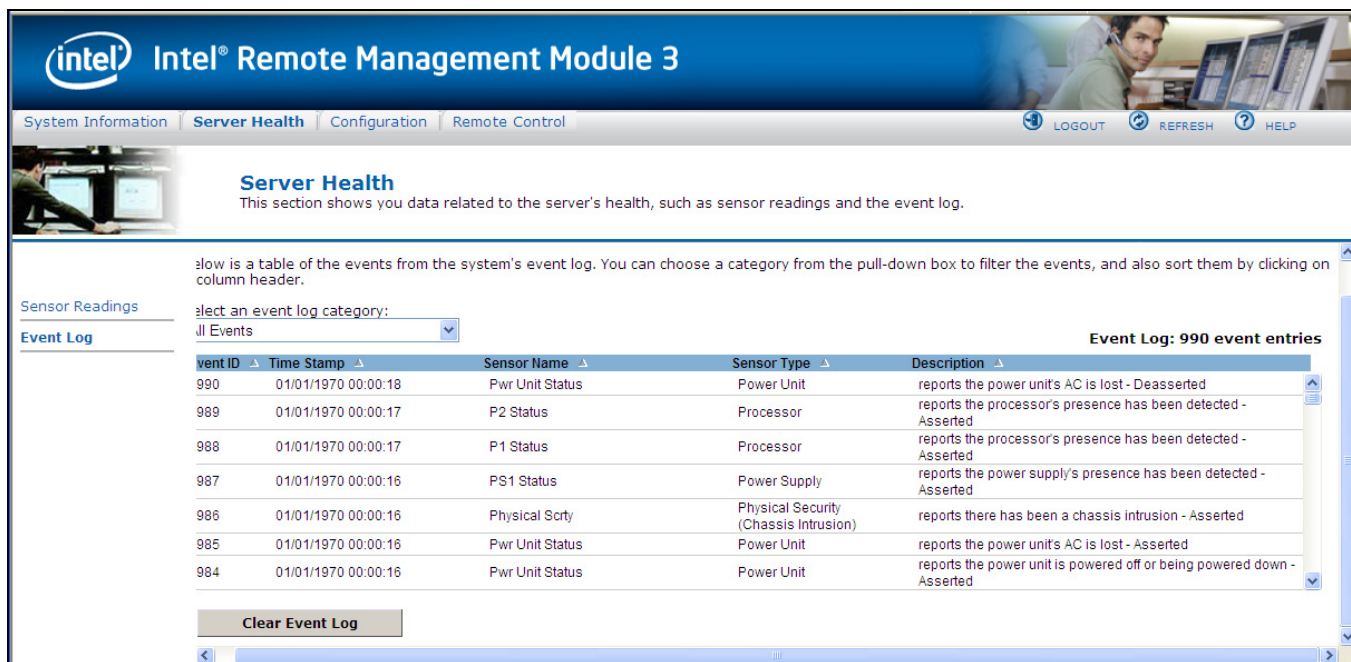 intel® Intel® Remote Management Module 3
System Information Server Health Configuration Remote Control LOGOUT REFRESH ? HELP
Server Health
This section shows you data related to the server's health, such as sensor readings and the event log.
elow is a table of the events from the system's event log. You can choose a category from the pull-down box to filter the events, and also sort them by clicking on
column header.
Sensor Readings
Event Log
elect an event log category:
All Events
Event Log: 990 event entries
vent ID Time Stamp Sensor Name Sensor Type Description
990 01/01/1970 00:00:18 Pwr Unit Status Power Unit reports the power unit's AC is lost - Deasserted
989 01/01/1970 00:00:17 P2 Status Processor reports the processor's presence has been detected -
Asserted
988 01/01/1970 00:00:17 P1 Status Processor reports the processor's presence has been detected -
Asserted
987 01/01/1970 00:00:16 PS1 Status Power Supply reports the power supply's presence has been detected -
Asserted
986 01/01/1970 00:00:16 Physical Scrty Physical Security
(Chassis Intrusion) reports there has been a chassis intrusion - Asserted
985 01/01/1970 00:00:16 Pwr Unit Status Power Unit reports the power unit's AC is lost - Asserted
984 01/01/1970 00:00:16 Pwr Unit Status Power Unit reports the power unit is powered off or being powered down -
Asserted
Clear Event Log